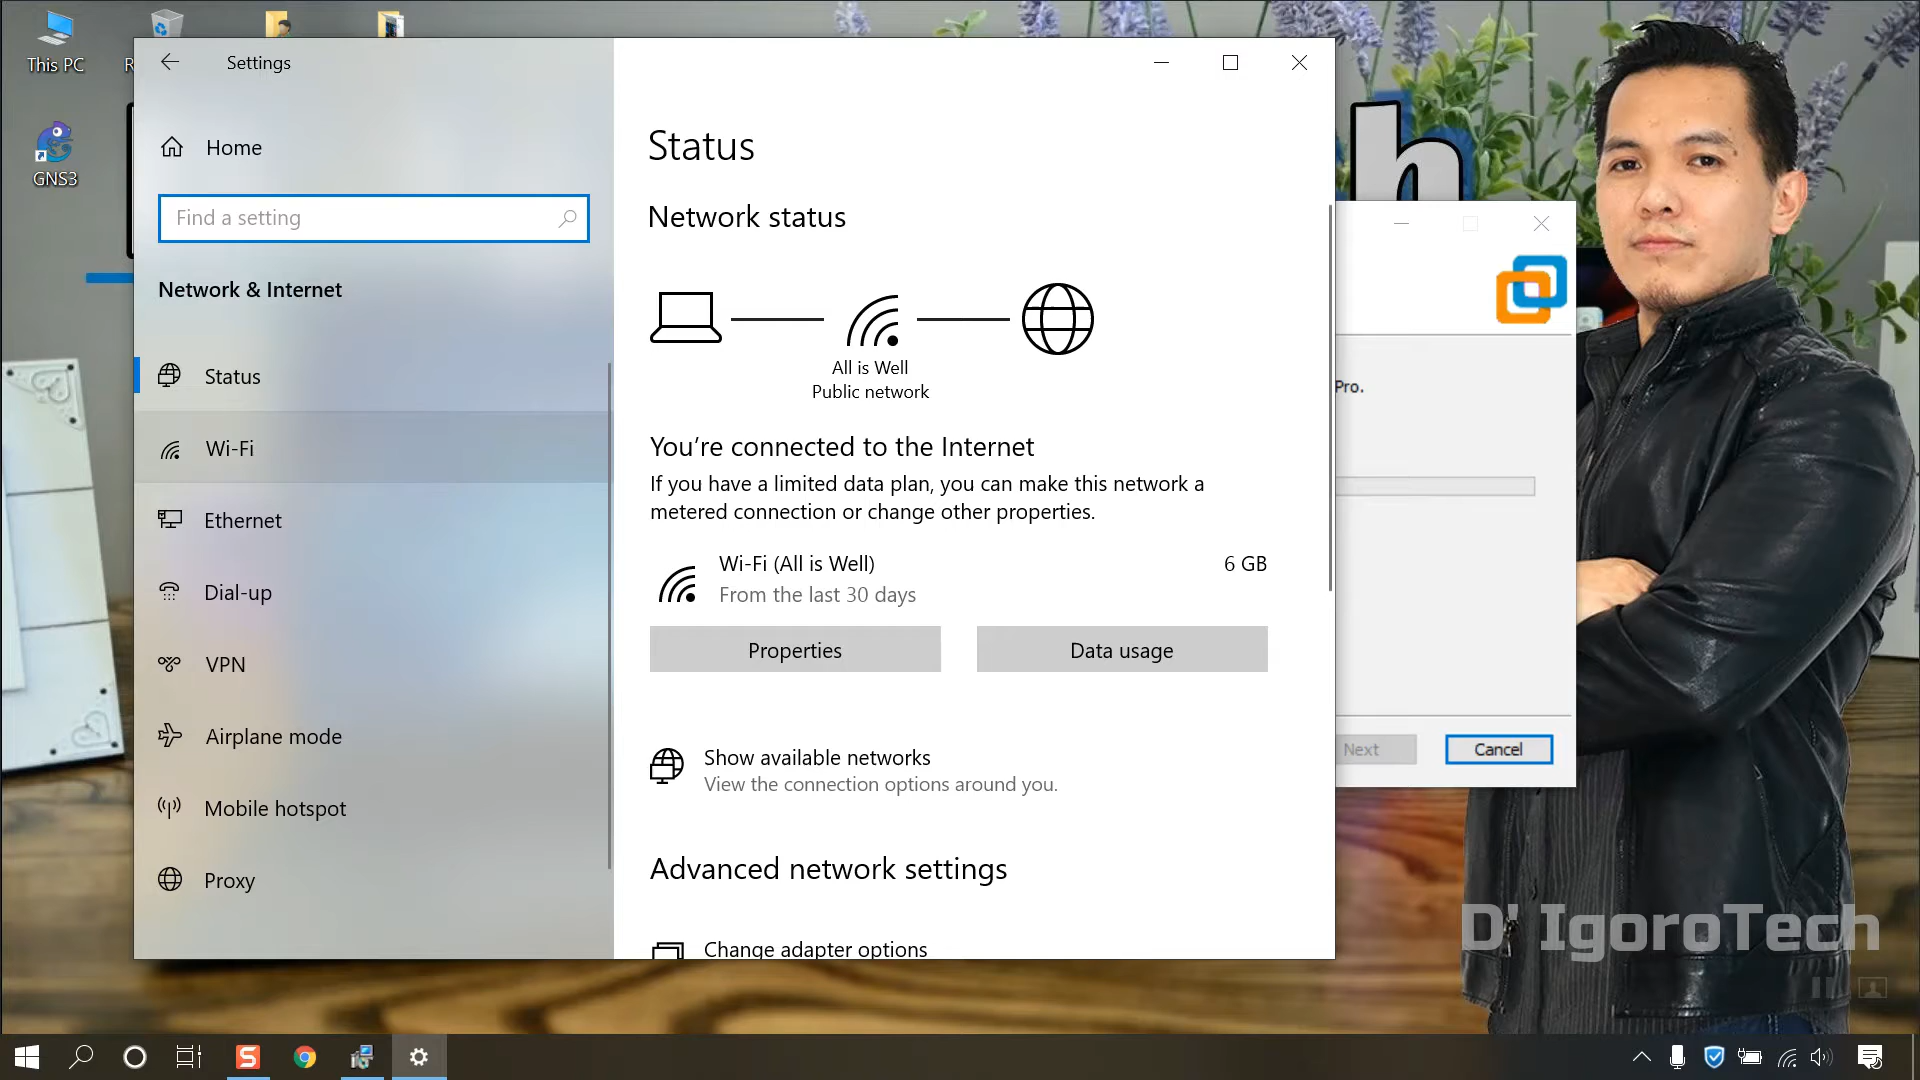 This PC
R
GNS3
Settings
Home
Find a setting
Network & Internet
Status
Wi-Fi
Ethernet
Dial-up
VPN
Airplane mode
Mobile hotspot
Proxy
Status
Network status
All is Well
Public network
You're connected to the Internet
If you have a limited data plan, you can make this network a
metered connection or change other properties.
Wi-Fi (All is Well)
6 GB
From the last 30 days
Properties
Data usage
Show available networks
View the connection options around you.
Advanced network settings
Change adapter options
h
Pro.
Next
Cancel
D' IgoroTech